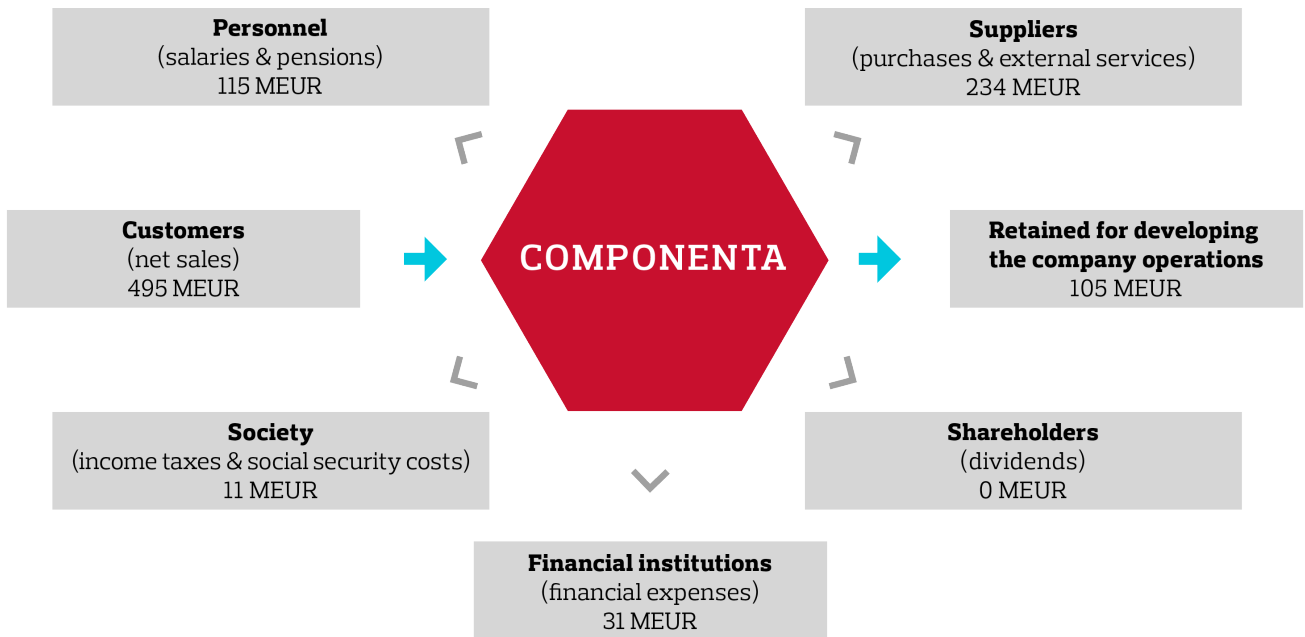 Personnel
(salaries & pensions)
115 MEUR
Suppliers
(purchases & external services)
234 MEUR
Customers
(net sales)
495 MEUR
COMPONENTA
Retained for developing
the company operations
105 MEUR
Society
(income taxes & social security costs)
11 MEUR
Shareholders
(dividends)
0 MEUR
Financial institutions
(financial expenses)
31 MEUR